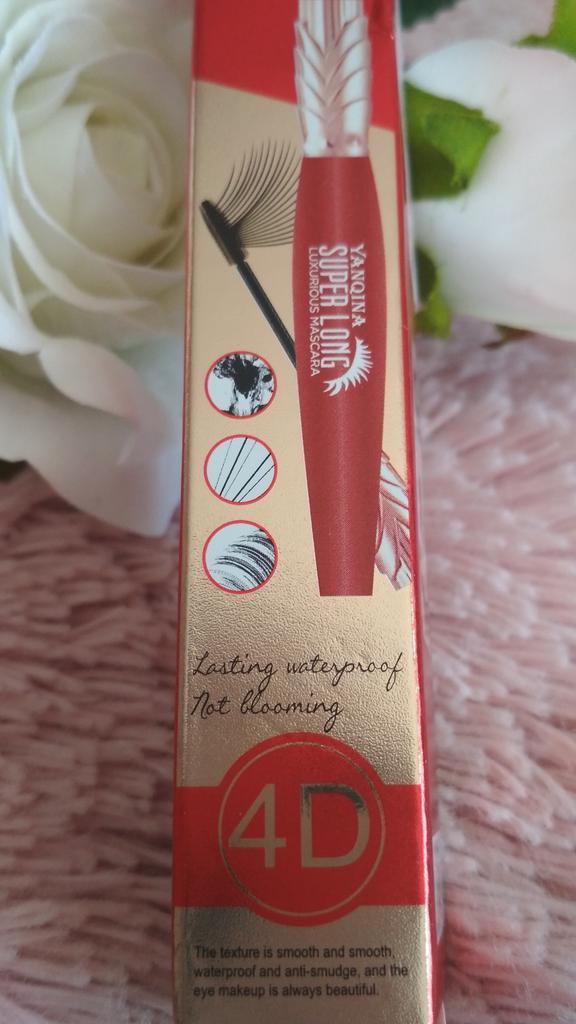 YANQINA
SUPER LONG
LUXURIOUS MASCARA
Lasting waterproof
Not blooming
4D
The texture is smooth and smooth,
waterproof and anti-smudge, and the
eye makeup is always beautiful.